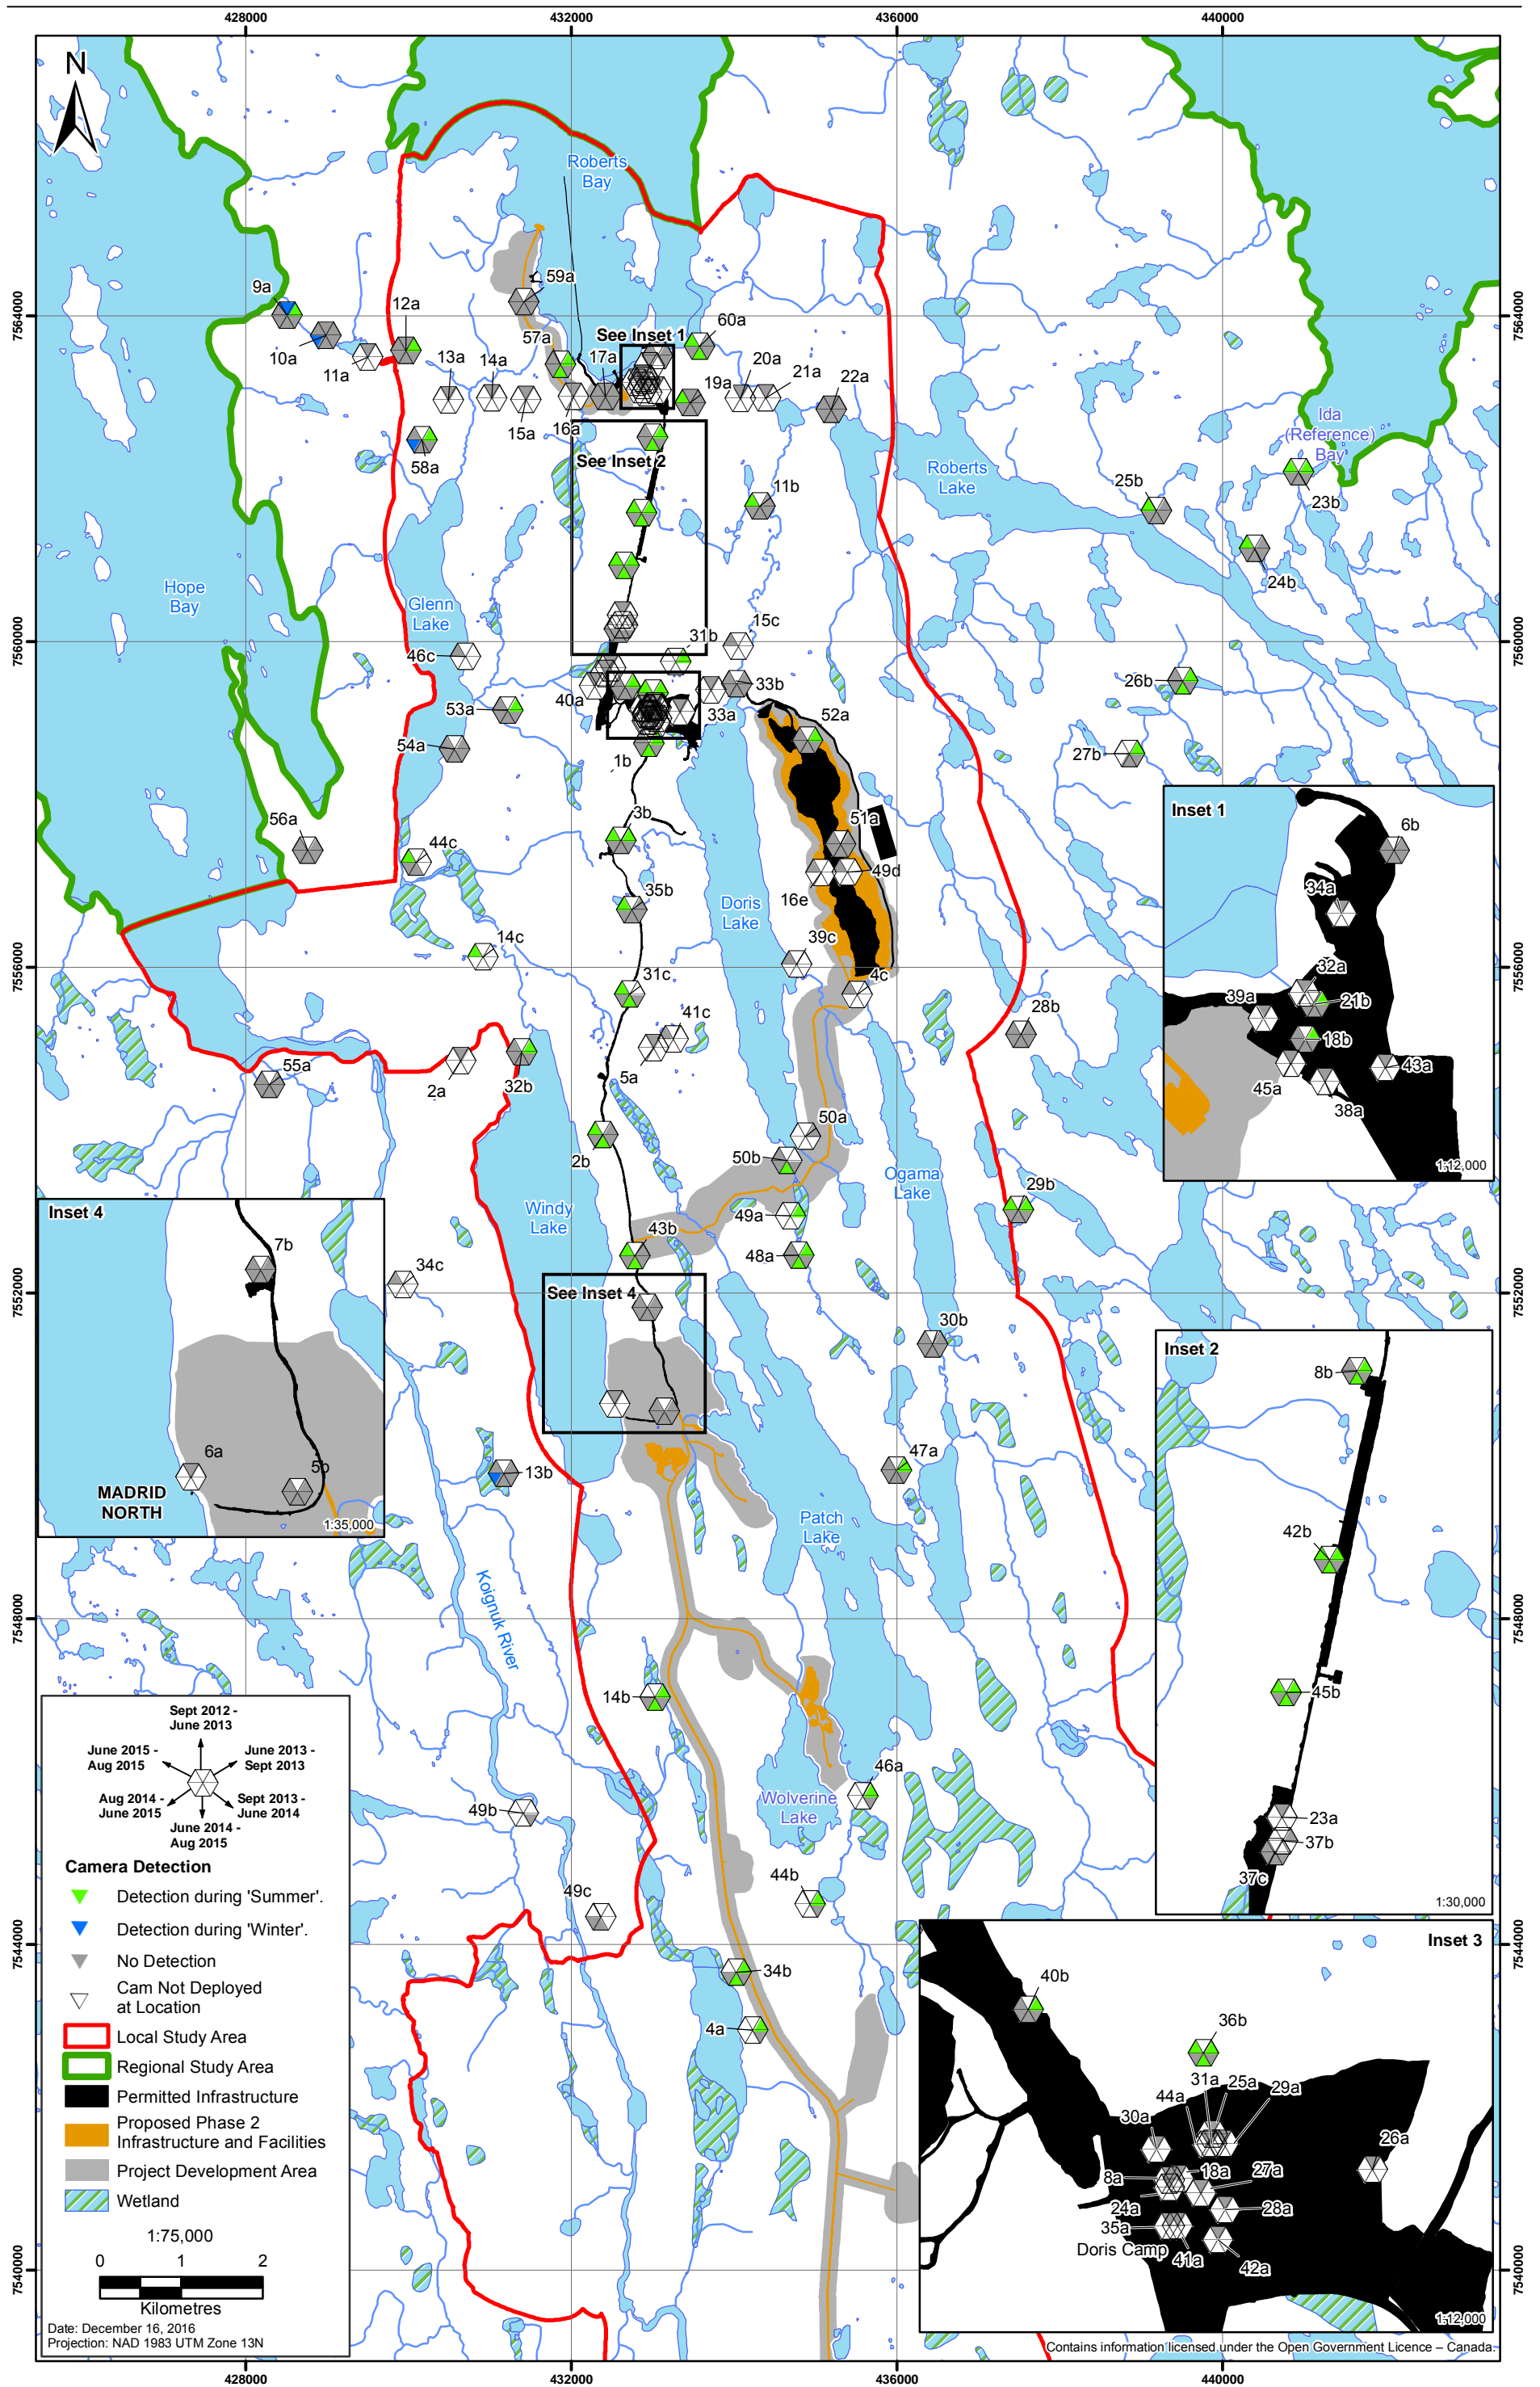 428000
432000
436000
440000
N
Roberts
Bay
59a
9a
12a
7564000
7564000
See Inset 1
60a
57a
10a
11a
13a
14a
17a
20a
21a
19a
22a
15a
16a
Ida
(Reference)
Bay
58a
See Inset 2
Roberts
Lake
25b
23b
11b
24b
Hope
Bay
Glenn
Lake
15c
31b
7560000
7560000
46c
26b
40a
33b
33a
53a
52a
54a
1b
27b
3b
51a
Inset 1
6b
56a
44c
49d
34a
16e
35b
Doris
Lake
14c
39c
32a
39a
21b
31c
4c
18b
7556000
7556000
41c
28b
43a
45a
38a
55a
2a
32b
5a
50a
2b
50b
1:12,000
Ogama
Lake
29b
Inset 4
Windy
Lake
49a
43b
48a
7b
34c
See Inset 4
7552000
7552000
30b
Inset 2
8b
6a
5b
47a
13b
MADRID
NORTH
1:35,000
Patch
Lake
42b
Koignuk River
7548000
7548000
14b
45b
Sept 2012 -
June 2013
June 2015 -
Aug 2015
June 2013 -
Sept 2013
Aug 2014 -
June 2015
Sept 2013 -
June 2014
June 2014 -
Aug 2015
46a
Wolverine
Lake
49b
23a
37b
37c
1:30,000
44b
49c
Camera Detection
Detection during 'Summer'.
Detection during 'Winter'.
No Detection
Cam Not Deployed
at Location
Local Study Area
Regional Study Area
Permitted Infrastructure
Proposed Phase 2
Infrastructure and Facilities
Project Development Area
Wetland
1:75,000
0 1 2
Kilometres
Date: December 16, 2016
Projection: NAD 1983 UTM Zone 13N
7544000
7544000
34b
4a
Inset 3
40b
36b
31a
25a
44a
29a
30a
26a
8a
18a
27a
24a
28a
35a
Doris Camp
41a
42a
1:12,000
7540000
7540000
Contains information licensed under the Open Government Licence – Canada.
428000
432000
436000
440000